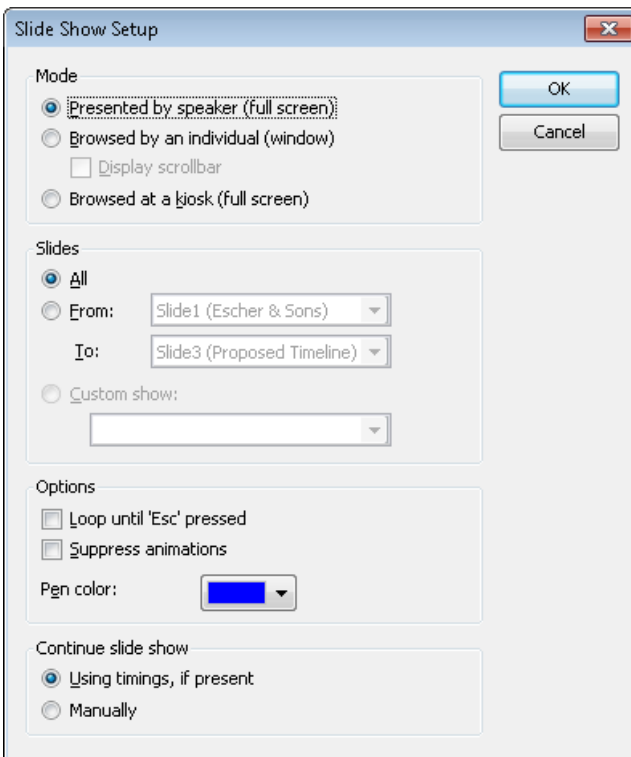 Slide Show Setup
Mode
Presented by speaker (full screen)
Browsed by an individual (window)
Display scrollbar
Browsed at a kiosk (full screen)
OK
Cancel
Slides
All
From: Slide1 (Escher & Sons)
To: Slide3 (Proposed Timeline)
Custom show:
Options
Loop until 'Esc' pressed
Suppress animations
Pen color:
Continue slide show
Using timings, if present
Manually